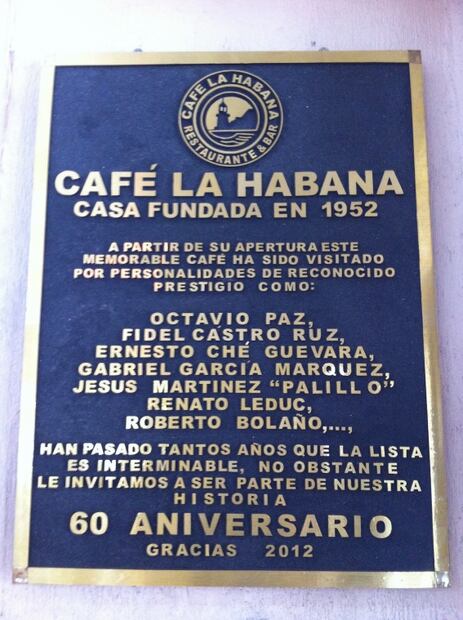 CAFÉ LA HABANA
RESTAURANTE & BAR
CAFÉ LA HABANA
CASA FUNDADA EN 1952
A PARTIR DE SU APERTURA ESTE
MEMORABLE CAFÉ HA SIDO VISITADO
POR PERSONALIDADES DE RECONOCIDO
PRESTIGIO COMO:
OCTAVIO PAZ,
FIDEL CASTRO RUZ,
ERNESTO CHÉ GUEVARA,
GABRIEL GARCÍA MARQUEZ,
JESUS MARTINEZ "PALILLO"
RENATO LEDUC,
ROBERTO BOLAÑO,...,
HAN PASADO TANTOS AÑOS QUE LA LISTA
ES INTERMINABLE, NO OBSTANTE
LE INVITAMOS A SER PARTE DE NUESTRA
HISTORIA
60 ANIVERSARIO
GRACIAS 2012